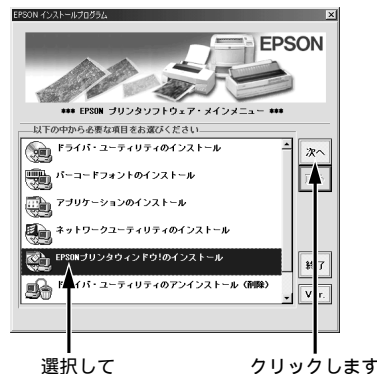 EPSON インストールプログラム
EPSON
*** EPSON プリンタソフトウェア・メインメニュー ***
以下の中から必要な項目をお選びください
ドライバ・ユーティリティのインストール
次へ
バーコードフォントのインストール
アプリケーションのインストール
ネットワークユーティリティのインストール
EPSONプリンタウィンドウ!のインストール
終了
ドライバ・ユーティリティのアンインストール（削除）
Ver.
選択して
クリックします